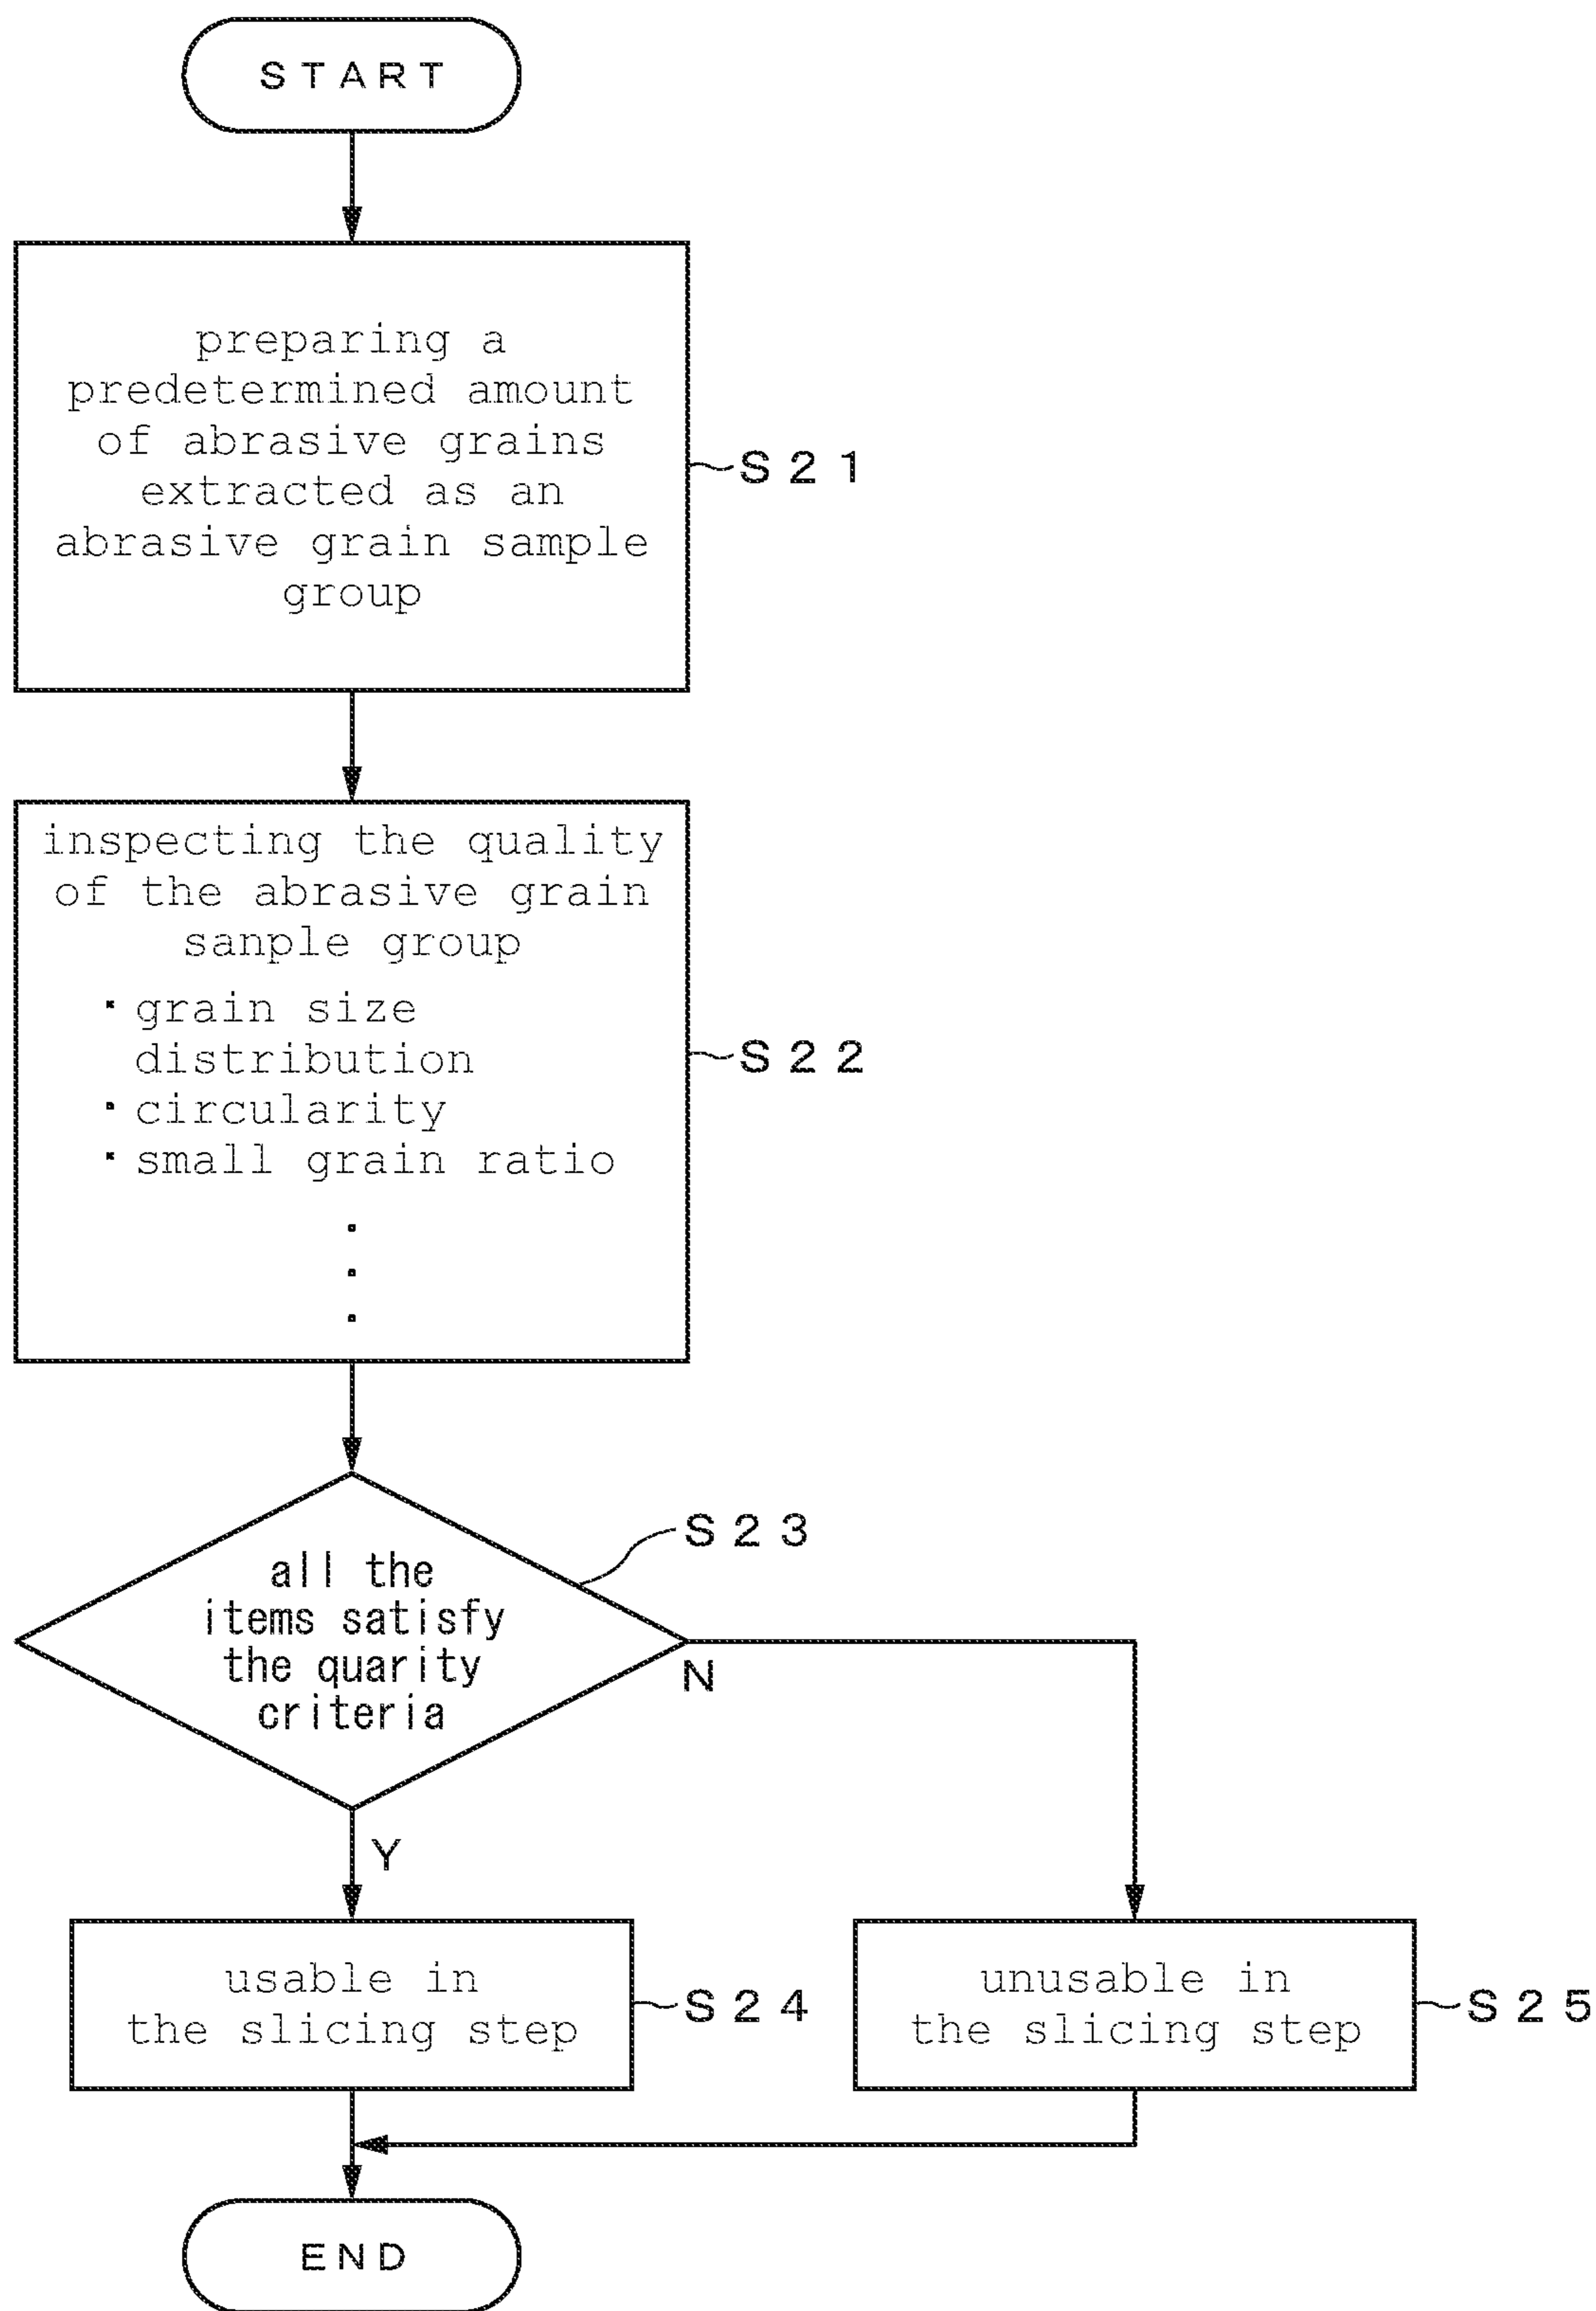 START
preparing a
predetermined amount
of abrasive grains
extracted as an
abrasive grain sample
group
S21
inspecting the quality
of the abrasive grain
sanple group
・grain size
distribution
・circularity
・small grain ratio
.
.
.
S22
S23
all the
items satisfy
the quarity
criteria
N
Y
usable in
the slicing step
S24
unusable in
the slicing step
S25
END